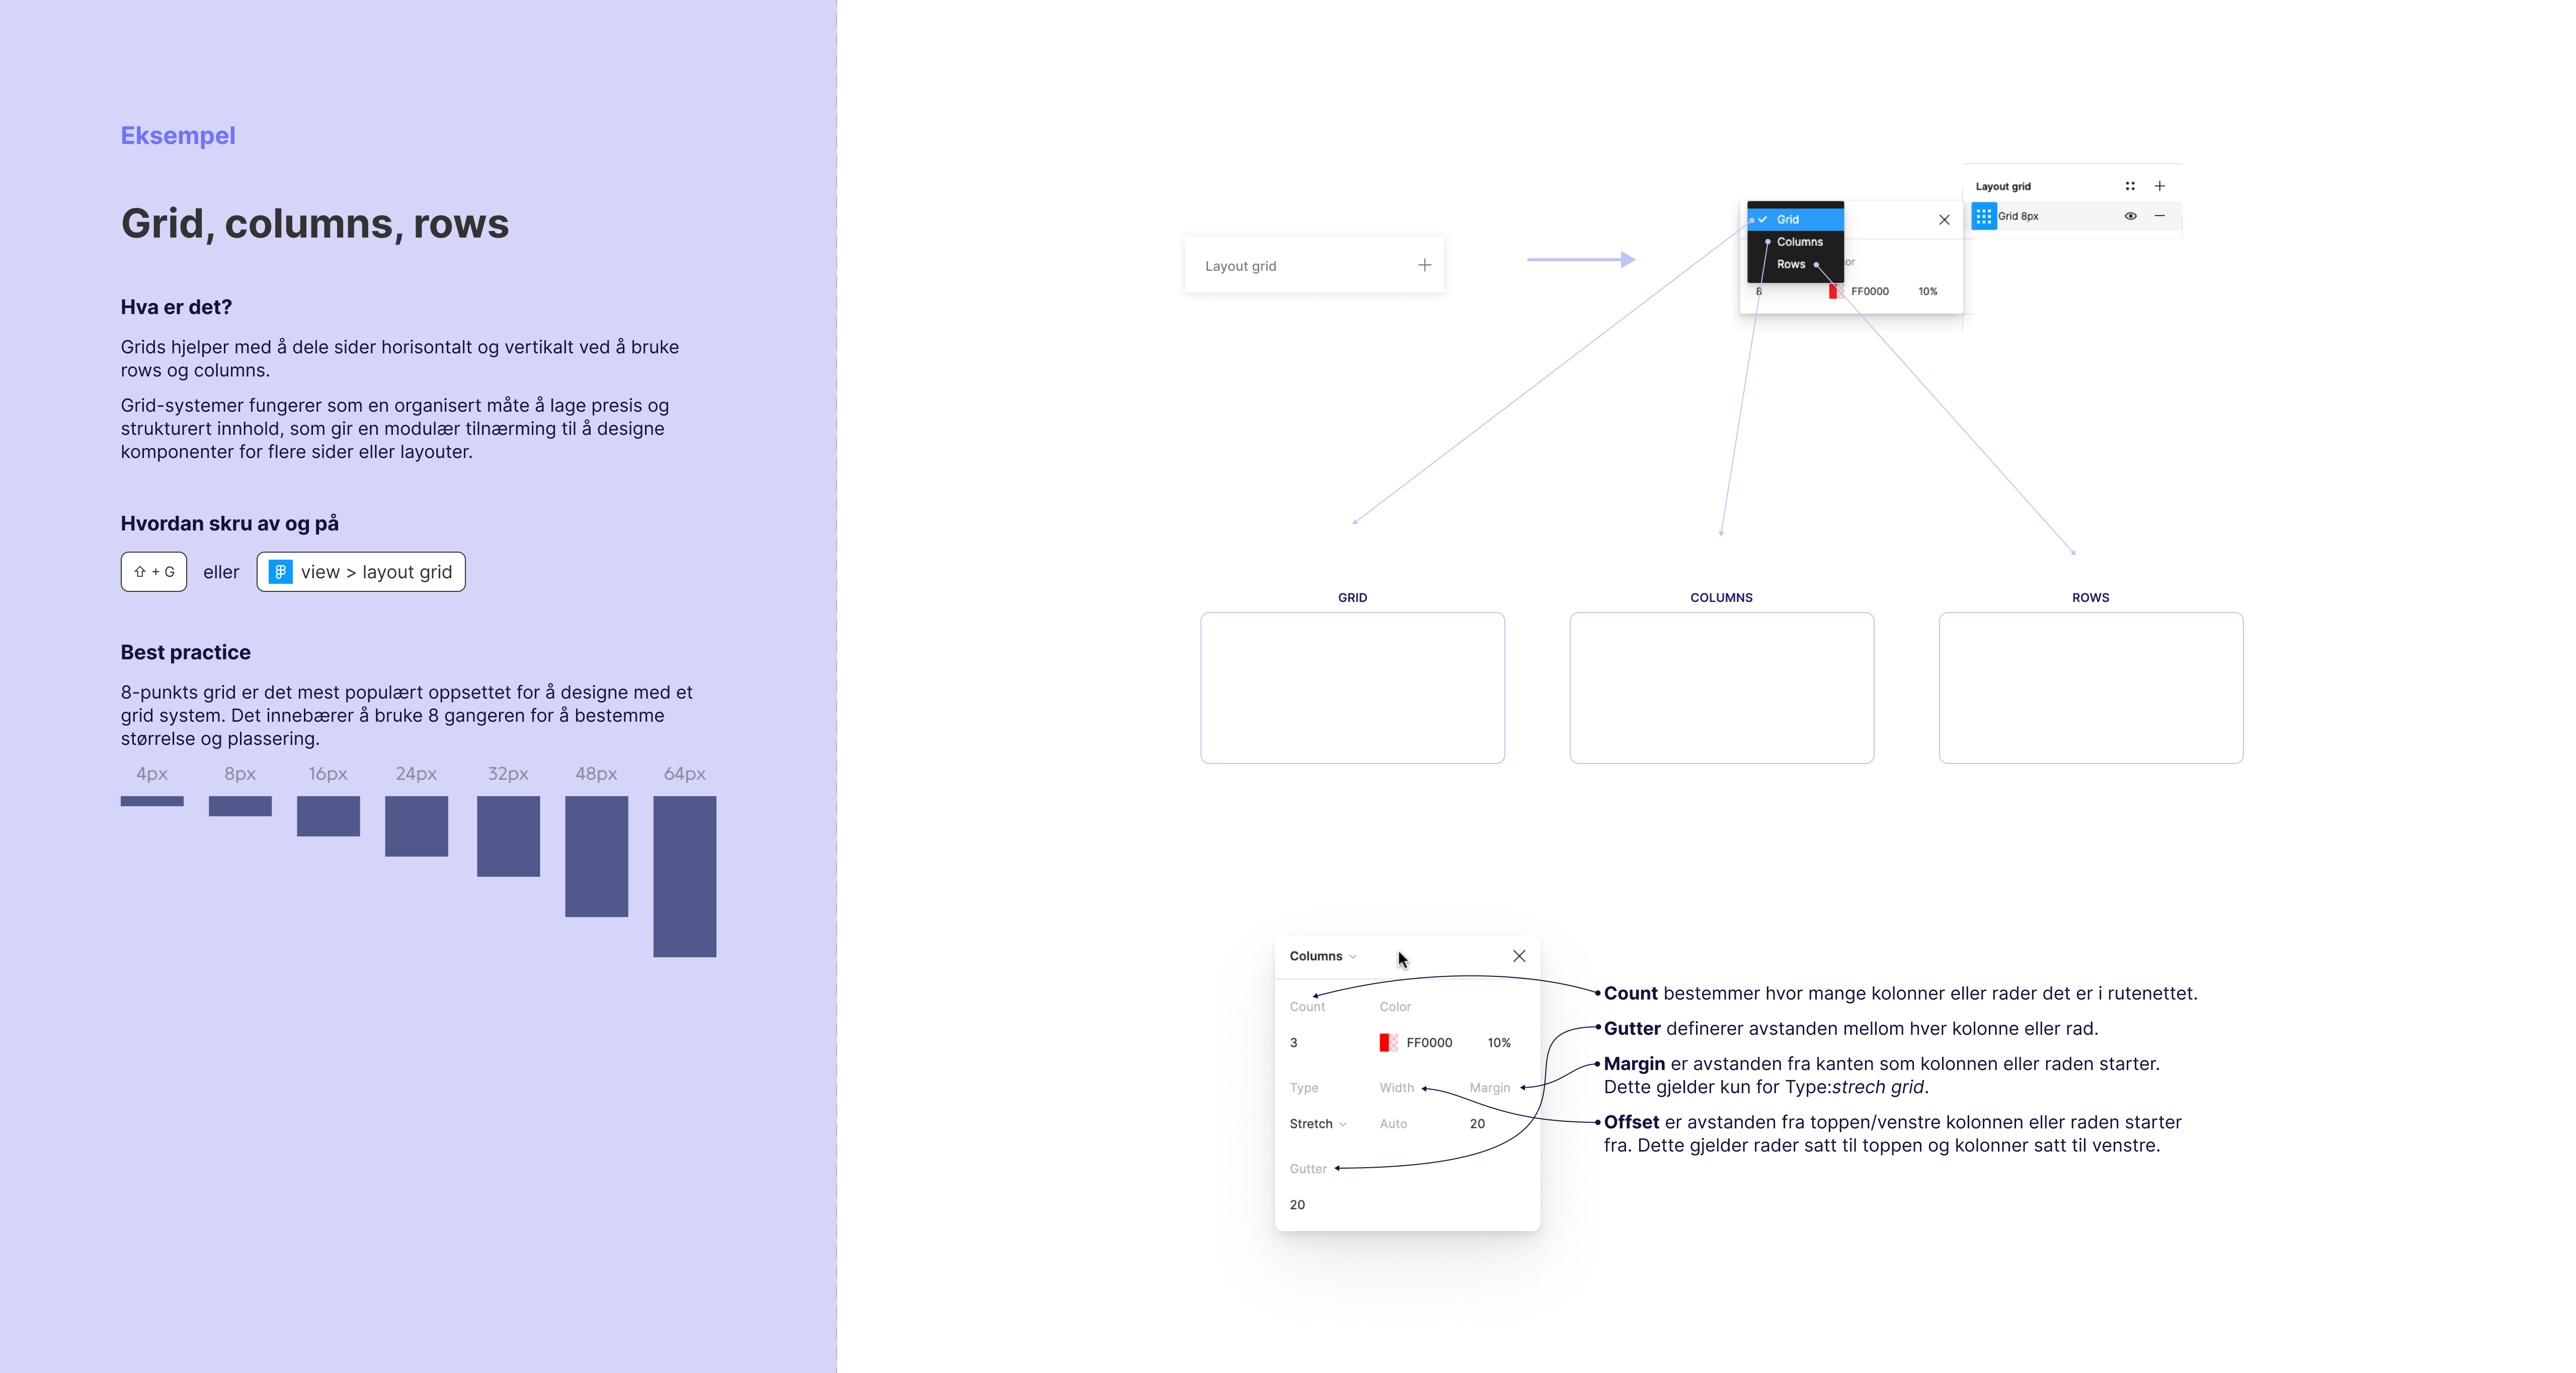 Eksempel
Grid, columns, rows
Hva er det?
Grids hjelper med å dele sider horisontalt og vertikalt ved å bruke
rows og columns.
Grid-systemer fungerer som en organisert måte å lage presis og
strukturert innhold, som gir en modulær tilnærming til å designe
komponenter for flere sider eller layouter.
Hvordan skru av og på
⇧ + G eller view > layout grid
Best practice
8-punkts grid er det mest populært oppsettet for å designe med et
grid system. Det innebærer å bruke 8 gangeren for å bestemme
størrelse og plassering.
4px 8px 16px 24px 32px 48px 64px
Layout grid
Grid
Columns
Rows
8 FF0000 10%
Layout grid
Grid 8px
GRID COLUMNS ROWS
Columns
Count Color
3 FF0000 10%
Type Width Margin
Stretch Auto 20
Gutter
20
Count bestemmer hvor mange kolonner eller rader det er i rutenettet.
Gutter definerer avstanden mellom hver kolonne eller rad.
Margin er avstanden fra kanten som kolonnen eller raden starter.
Dette gjelder kun for Type:strech grid.
Offset er avstanden fra toppen/venstre kolonnen eller raden starter
fra. Dette gjelder rader satt til toppen og kolonner satt til venstre.